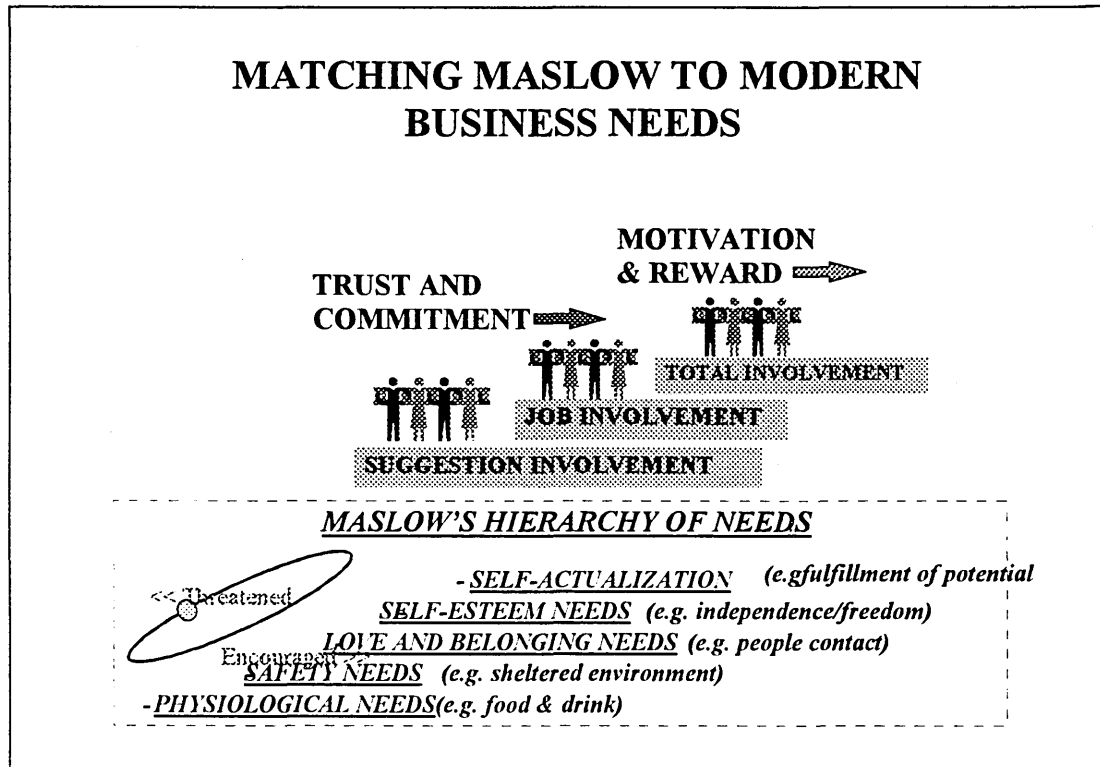 MATCHING MASLOW TO MODERN
BUSINESS NEEDS
MOTIVATION
& REWARD
TRUST AND
COMMITMENT
TOTAL INVOLVEMENT
JOB INVOLVEMENT
SUGGESTION INVOLVEMENT
MASLOW'S HIERARCHY OF NEEDS
- SELF-ACTUALIZATION (e.gfulfillment of potential
<< Threatened
SELF-ESTEEM NEEDS (e.g. independence/freedom)
LOVE AND BELONGING NEEDS (e.g. people contact)
Encouraged >>
SAFETY NEEDS (e.g. sheltered environment)
-PHYSIOLOGICAL NEEDS(e.g. food & drink)